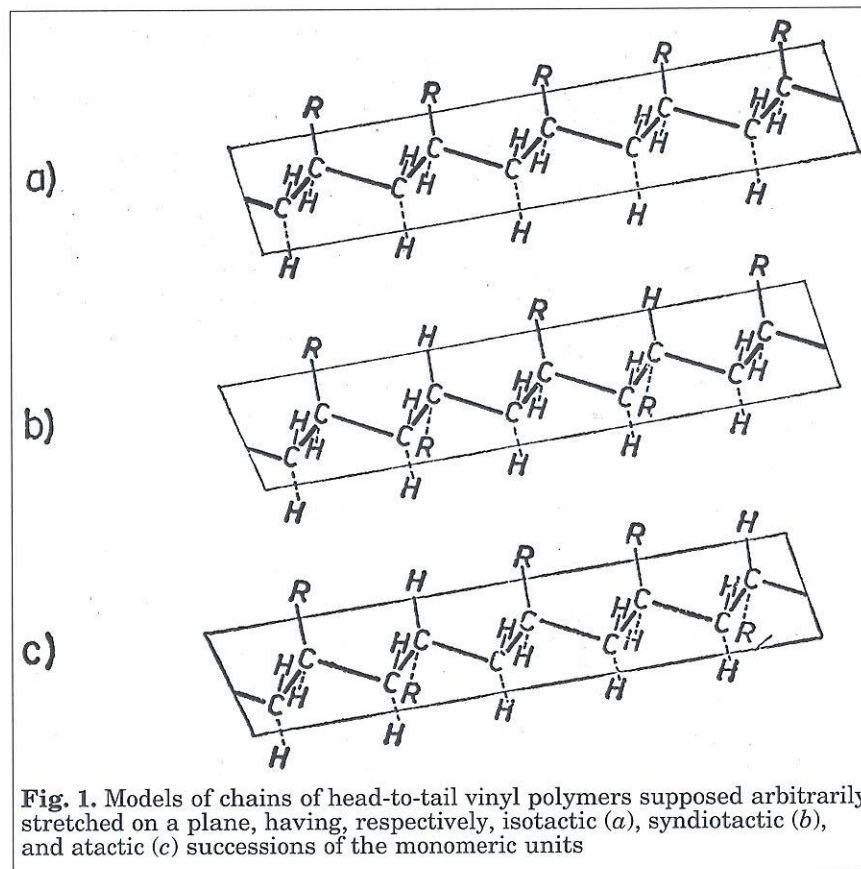 a)
R R R R R
H C H C H C H C H C
C H C H C H C H C H
H H H H H
b)
R H R H R
H C H C H C H C H C
C H C R C H C R C H
H H H H H
c)
R H R R H
H C H C H C H C H C
C H C R C H C H C R
H H H H H
Fig. 1. Models of chains of head-to-tail vinyl polymers supposed arbitrarily
stretched on a plane, having, respectively, isotactic (a), syndiotactic (b),
and atactic (c) successions of the monomeric units